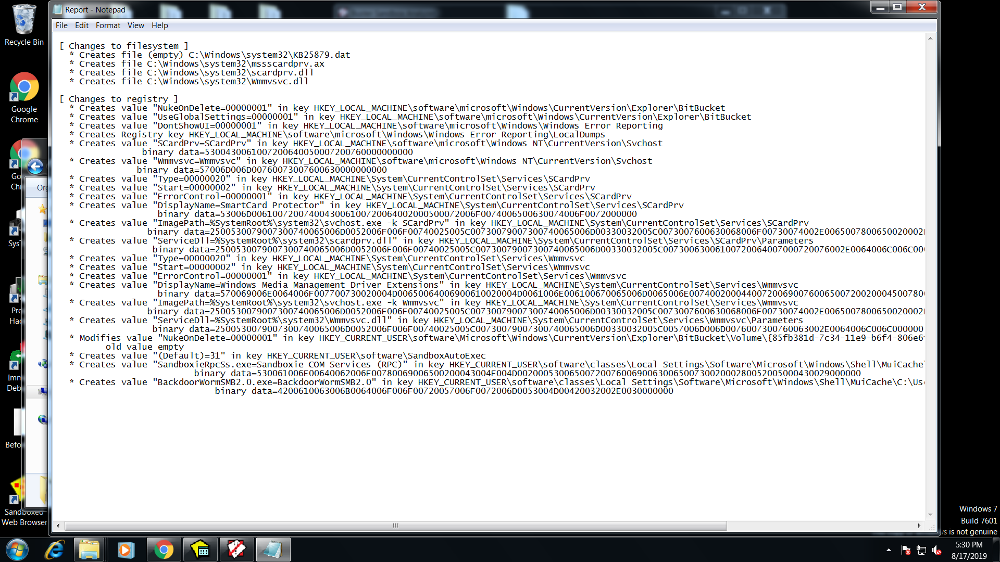 Report - Notepad
File Edit Format View Help
[ Changes to filesystem ]
* Creates file (empty) C:\Windows\system32\KB25879.dat
* Creates file C:\Windows\system32\mssscardprv.ax
* Creates file C:\Windows\system32\scardprv.dll
* Creates file C:\Windows\system32\Wmmvsvc.dll
[ Changes to registry ]
* Creates value "NukeOnDelete=00000001" in key HKEY_LOCAL_MACHINE\software\microsoft\Windows\CurrentVersion\Explorer\BitBucket
* Creates value "UseGlobalSettings=00000001" in key HKEY_LOCAL_MACHINE\software\microsoft\Windows\CurrentVersion\Explorer\BitBucket
* Creates value "DontShowUI=00000001" in key HKEY_LOCAL_MACHINE\software\microsoft\Windows\Windows Error Reporting
* Creates Registry key HKEY_LOCAL_MACHINE\software\microsoft\Windows\Windows Error Reporting\LocalDumps
* Creates value "SCardPrv=SCardPrv" in key HKEY_LOCAL_MACHINE\software\microsoft\Windows NT\CurrentVersion\Svchost
binary data=53004300610072006400500072007600000000000
* Creates value "Wmmvsvc=Wmmvsvc" in key HKEY_LOCAL_MACHINE\software\microsoft\Windows NT\CurrentVersion\Svchost
binary data=57006D006D007600730076006300000000000
* Creates value "Type=00000020" in key HKEY_LOCAL_MACHINE\System\CurrentControlSet\Services\SCardPrv
* Creates value "Start=00000002" in key HKEY_LOCAL_MACHINE\System\CurrentControlSet\Services\SCardPrv
* Creates value "ErrorControl=00000001" in key HKEY_LOCAL_MACHINE\System\CurrentControlSet\Services\SCardPrv
* Creates value "DisplayName=SmartCard Protector" in key HKEY_LOCAL_MACHINE\System\CurrentControlSet\Services\SCardPrv
binary data=53006D0061007200740043006100720064002000500072006F0074006500630074006F0072000000
* Creates value "ImagePath=%SystemRoot%\system32\svchost.exe -k SCardPrv" in key HKEY_LOCAL_MACHINE\System\CurrentControlSet\Services\SCardPrv
binary data=2500530079007300740065006D0052006F006F00740025005C00730079007300740065006D00330032005C0073007600630068006F00730074002E0065007800650020002
* Creates value "ServiceDll=%SystemRoot%\system32\scardprv.dll" in key HKEY_LOCAL_MACHINE\System\CurrentControlSet\Services\SCardPrv\Parameters
binary data=2500530079007300740065006D0052006F006F00740025005C00730079007300740065006D00330032005C00730063006100720064007000720076002E0064006C006C00
* Creates value "Type=00000020" in key HKEY_LOCAL_MACHINE\System\CurrentControlSet\Services\Wmmvsvc
* Creates value "Start=00000002" in key HKEY_LOCAL_MACHINE\System\CurrentControlSet\Services\Wmmvsvc
* Creates value "ErrorControl=00000001" in key HKEY_LOCAL_MACHINE\System\CurrentControlSet\Services\Wmmvsvc
* Creates value "DisplayName=Windows Media Management Driver Extensions" in key HKEY_LOCAL_MACHINE\System\CurrentControlSet\Services\Wmmvsvc
binary data=570069006E0064006F007700730020004D00650064006900610020004D0061006E006100670065006D0065006E007400200044007200690076006500720020004500780
* Creates value "ImagePath=%SystemRoot%\system32\svchost.exe -k Wmmvsvc" in key HKEY_LOCAL_MACHINE\System\CurrentControlSet\Services\Wmmvsvc
binary data=2500530079007300740065006D0052006F006F00740025005C00730079007300740065006D00330032005C0073007600630068006F00730074002E0065007800650020002
* Creates value "ServiceDll=%SystemRoot%\system32\Wmmvsvc.dll" in key HKEY_LOCAL_MACHINE\System\CurrentControlSet\Services\Wmmvsvc\Parameters
binary data=2500530079007300740065006D0052006F006F00740025005C00730079007300740065006D00330032005C0057006D006D0076007300760063002E0064006C006C000000
* Modifies value "NukeOnDelete=00000001" in key HKEY_CURRENT_USER\software\Microsoft\Windows\CurrentVersion\Explorer\BitBucket\Volume\{85fb381d-7c34-11e9-b6f4-806e6
old value empty
* Creates value "(Default)=31" in key HKEY_CURRENT_USER\software\SandboxAutoExec
* Creates value "SandboxieRpcSs.exe=Sandboxie COM Services (RPC)" in key HKEY_CURRENT_USER\software\classes\Local Settings\Software\Microsoft\Windows\Shell\MuiCache
binary data=530061006E00640062006F00780069006500200043004F004D00200053006500720076006900630065007300200028005200500043002900000​0
* Creates value "BackdoorWormSMB2.0.exe=BackdoorWormSMB2.0" in key HKEY_CURRENT_USER\software\classes\Local Settings\Software\Microsoft\Windows\Shell\MuiCache\C:\Us
binary data=4200610063006B0064006F006F00720057006F0072006D0053004D00420032002E0030000000
Recycle Bin
Google
Chrome
Sandboxed
Web Browser
Windows 7
Build 7601
is not genuine
5:30 PM
8/17/2019